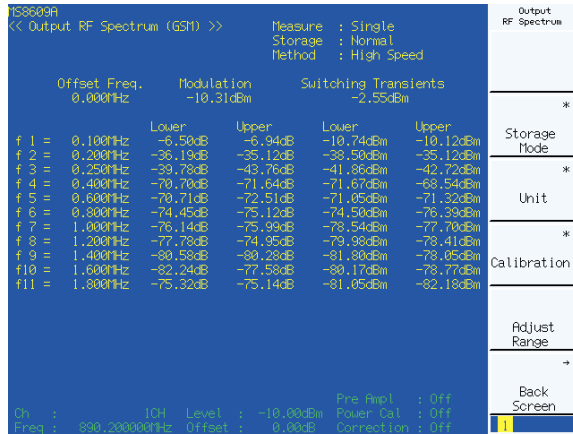 MS8609A
<< Output RF Spectrum (GSM) >> Measure : Single
Storage : Normal
Method : High Speed
Offset Freq. Modulation Switching Transients
0.000MHz -10.31dBm -2.55dBm
Lower Upper Lower Upper
f 1 = 0.100MHz -6.50dB -6.94dB -10.74dBm -10.12dBm
f 2 = 0.200MHz -36.19dB -35.12dB -38.50dBm -35.12dBm
f 3 = 0.250MHz -39.78dB -43.76dB -41.86dBm -42.72dBm
f 4 = 0.400MHz -70.70dB -71.64dB -71.67dBm -68.54dBm
f 5 = 0.600MHz -70.71dB -72.51dB -71.05dBm -71.32dBm
f 6 = 0.800MHz -74.45dB -75.12dB -74.50dBm -76.39dBm
f 7 = 1.000MHz -76.14dB -75.99dB -78.54dBm -77.70dBm
f 8 = 1.200MHz -77.78dB -74.95dB -79.98dBm -78.41dBm
f 9 = 1.400MHz -80.58dB -80.28dB -81.80dBm -78.05dBm
f10 = 1.600MHz -82.24dB -77.58dB -80.17dBm -78.77dBm
f11 = 1.800MHz -75.32dB -75.14dB -81.05dBm -82.18dBm
Pre Ampl : Off
Ch : 1CH Level : -10.00dBm Power Cal : Off
Freq : 890.200000MHz Offset : 0.00dB Correction : Off
Output
RF Spectrum
*
Storage
Mode
*
Unit
*
Calibration
Adjust
Range
→
Back
Screen
1